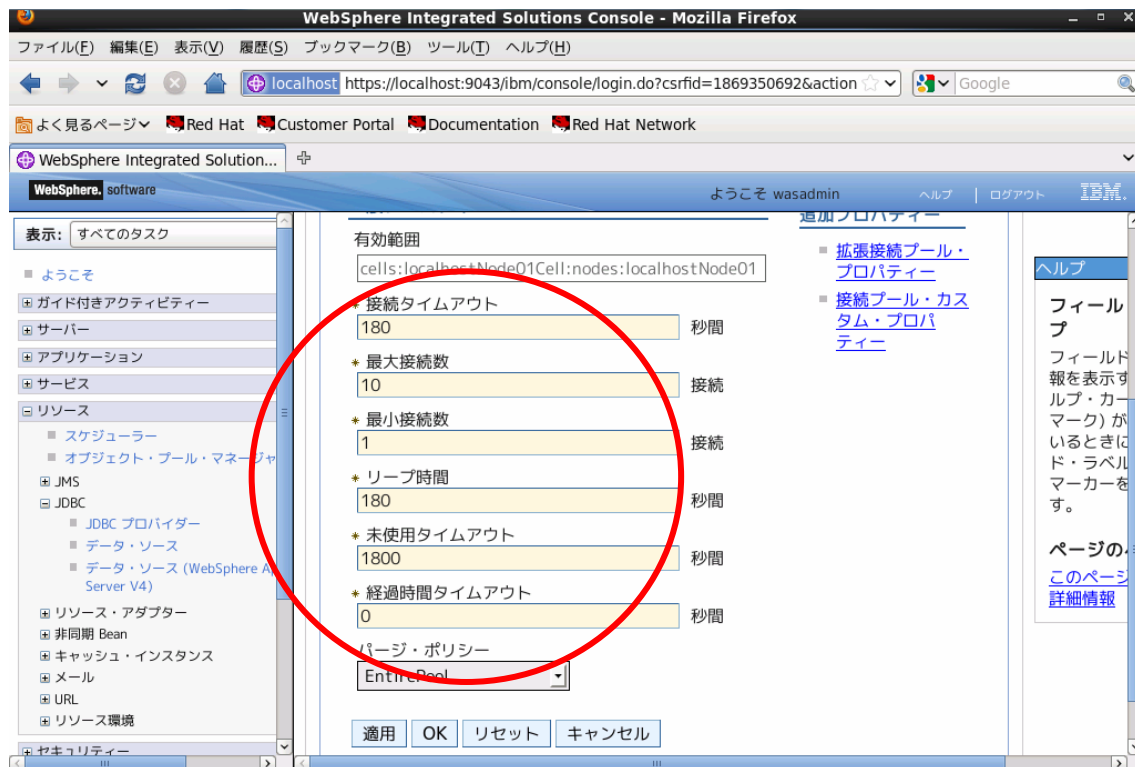 WebSphere Integrated Solutions Console - Mozilla Firefox
ファイル(F) 編集(E) 表示(V) 履歴(S) ブックマーク(B) ツール(T) ヘルプ(H)
localhost https://localhost:9043/ibm/console/login.do?csrfid=1869350692&action Google
よく見るページ Red Hat Customer Portal Documentation Red Hat Network
WebSphere Integrated Solution...
WebSphere. software ようこそ wasadmin ヘルプ | ログアウト IBM.
表示: すべてのタスク
ようこそ
ガイド付きアクティビティー
サーバー
アプリケーション
サービス
リソース
スケジューラー
オブジェクト・プール・マネージャ
JMS
JDBC
JDBC プロバイダー
データ・ソース
データ・ソース (WebSphere Ap
Server V4)
リソース・アダプター
非同期 Bean
キャッシュ・インスタンス
メール
URL
リソース環境
セキュリティー
有効範囲
cells:localhostNode01Cell:nodes:localhostNode01
* 接続タイムアウト
180 秒間
* 最大接続数
10 接続
* 最小接続数
1 接続
* リープ時間
180 秒間
* 未使用タイムアウト
1800 秒間
* 経過時間タイムアウト
0 秒間
パージ・ポリシー
EntirePool
適用 OK リセット キャンセル
追加プロパティー
拡張接続プール・
プロパティー
接続プール・カス
タム・プロパ
ティー
ヘルプ
フィール
プ
フィールド
報を表示す
ルプ・カー
マーク) が
いるときに
ド・ラベル
マーカーを
す。
ページの
このページ
詳細情報